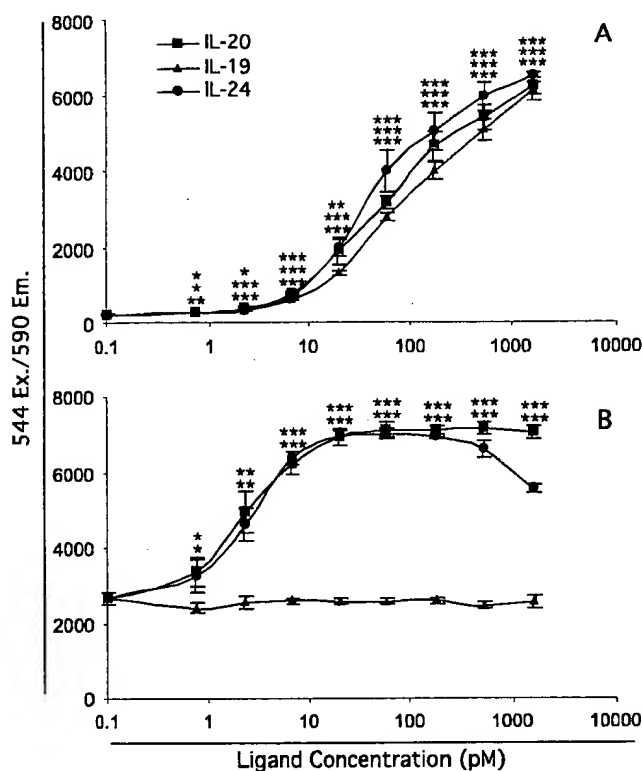 8000
A
IL-20
IL-19
IL-24
6000
4000
2000
0
*** *** *** ***
*** *** *** ***
*** *** *** ***
** ***
* * *** *** ***
* *** *** ***
** *** ***
0.1 1 10 100 1000 10000
544 Ex./590 Em.
8000
B
6000
4000
2000
0
*** *** *** *** *** ***
*** *** *** *** *** ***
**
**
*
*
0.1 1 10 100 1000 10000
Ligand Concentration (pM)